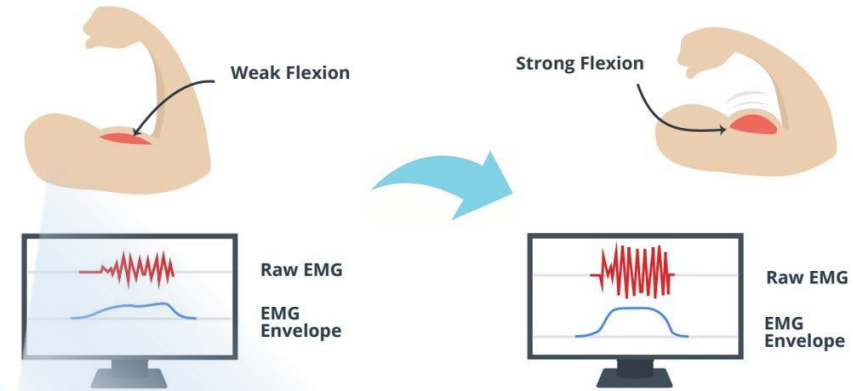 Weak Flexion
Strong Flexion
Raw EMG
EMG
Envelope
Raw EMG
EMG
Envelope